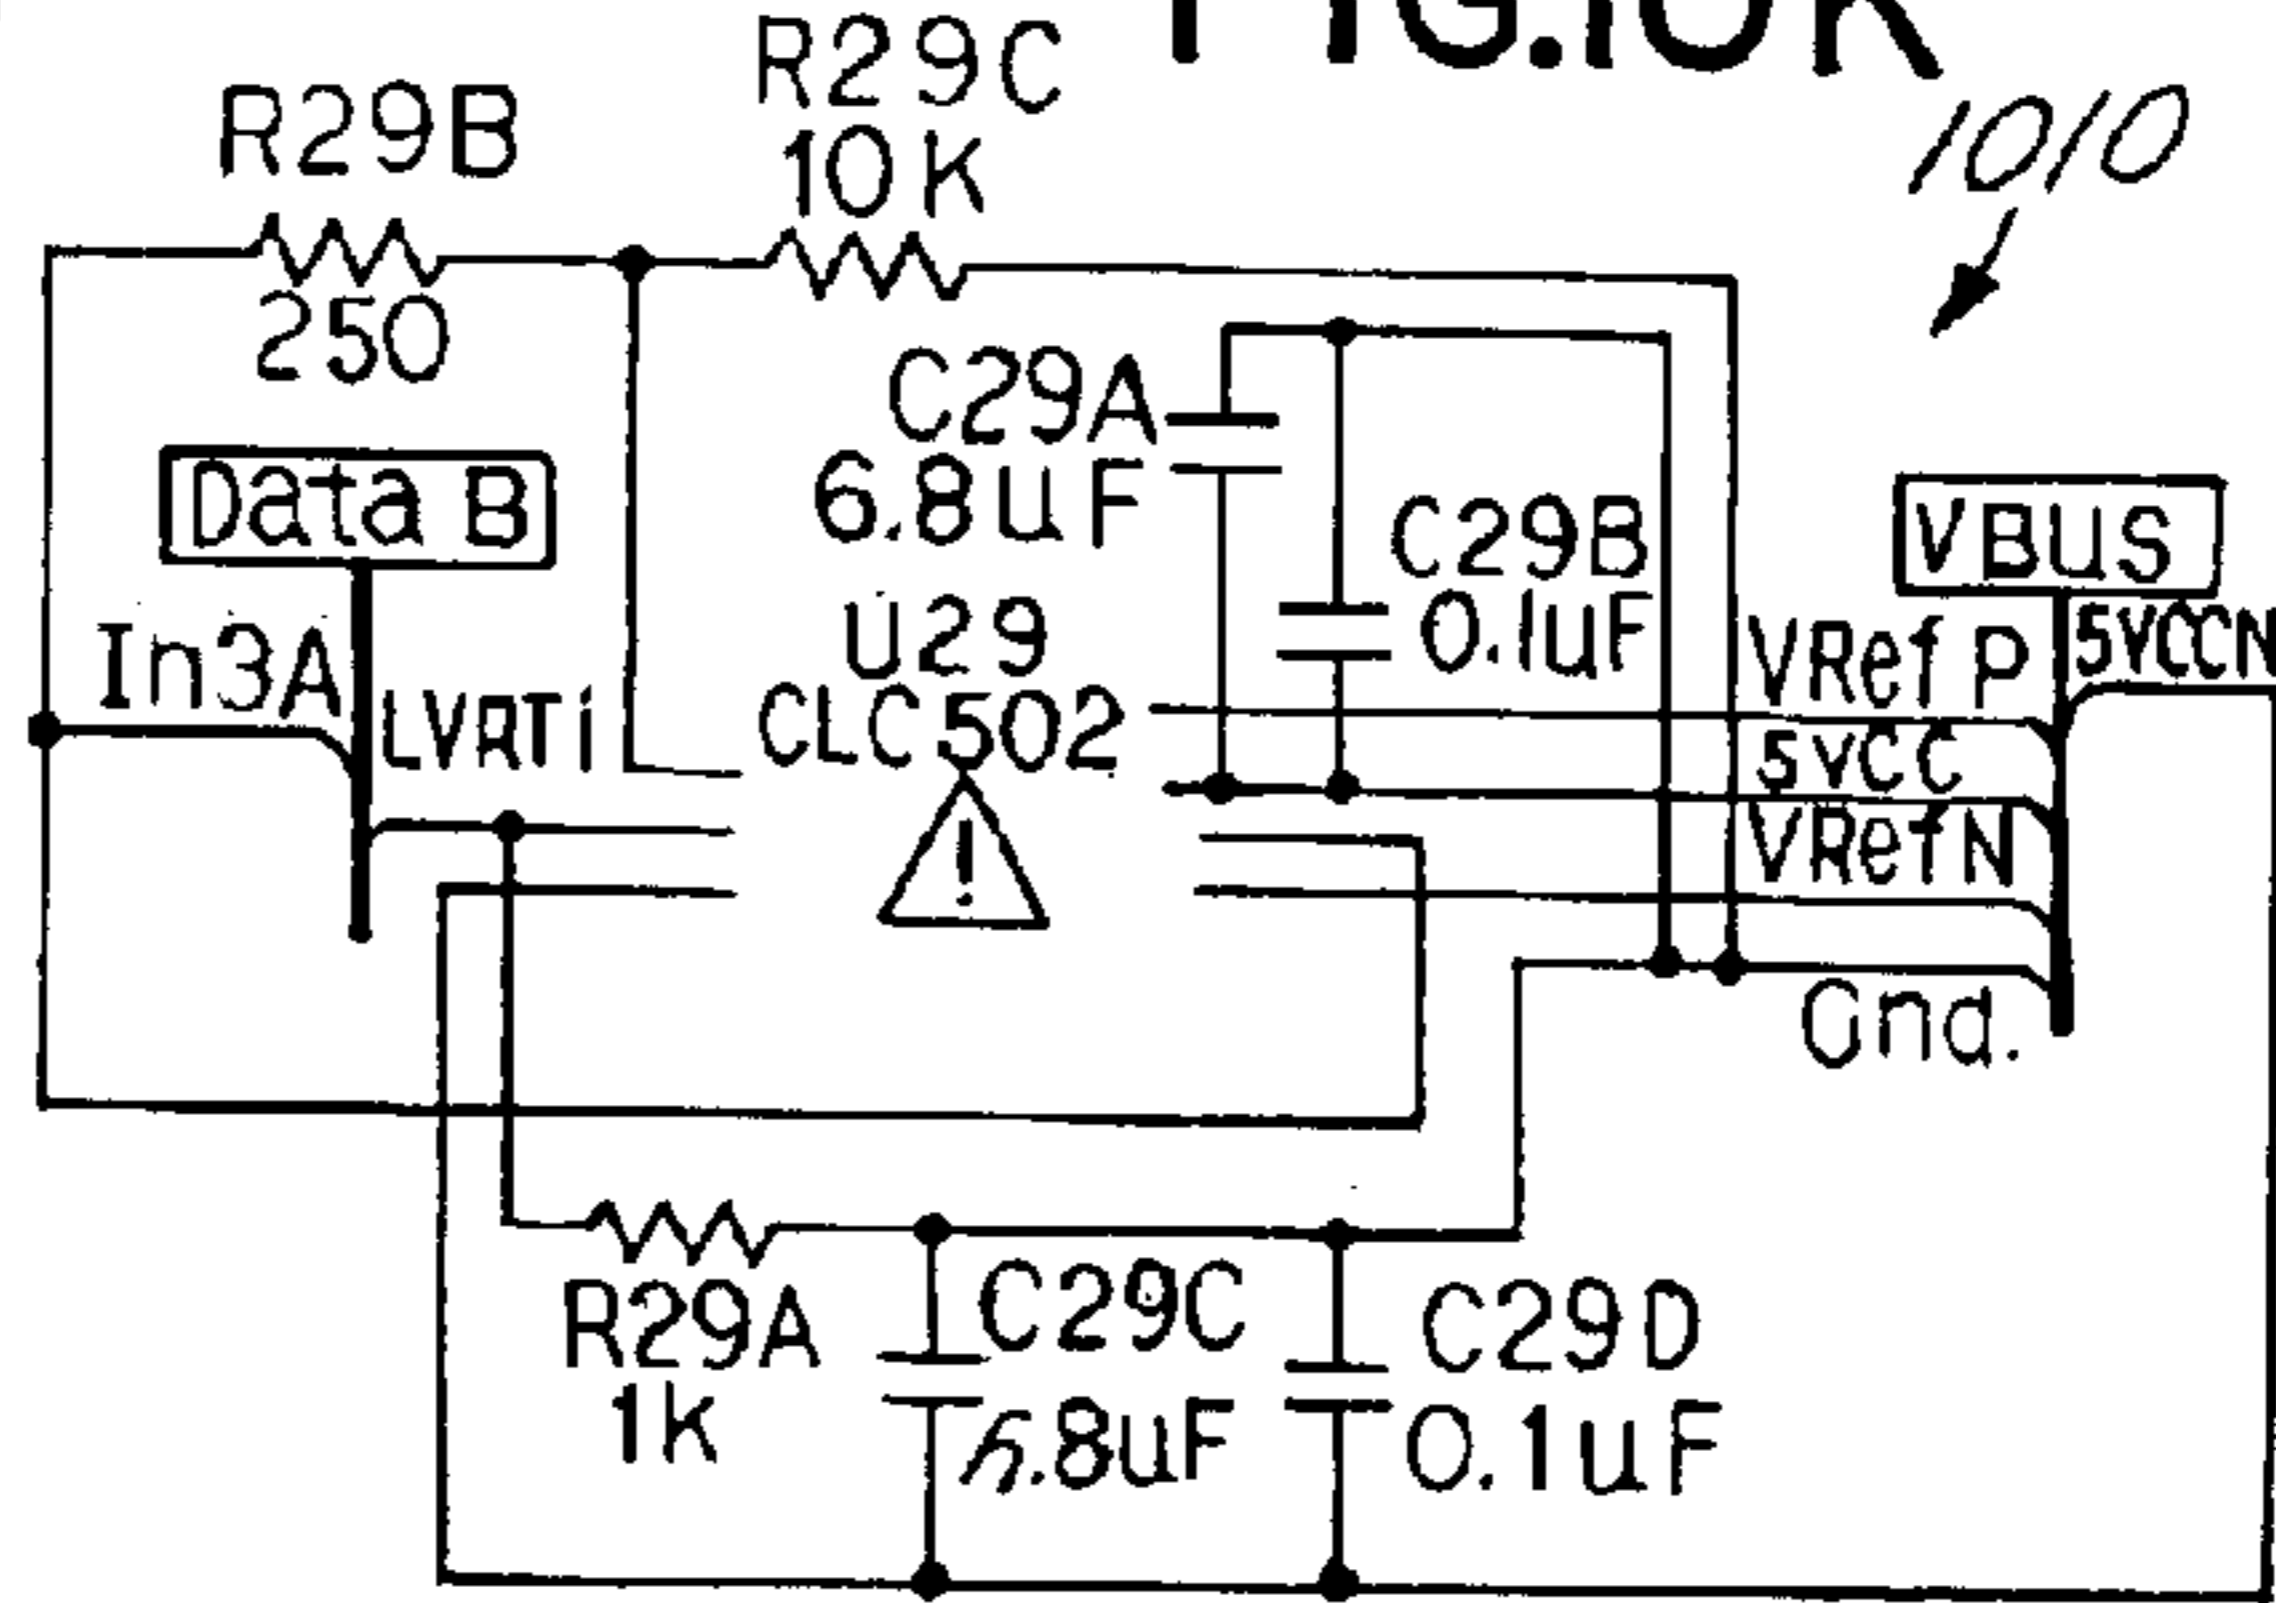 FIG.10K
R29C
10K
1010
R29B
250
C29A
6.8uF
Data B
C29B
0.1uF
VBUS
U29
CLC502
In3A
LVRTi
VRef P
5VCCN
5VCC
VRefN
!
Gnd.
R29A
1k
C29C
6.8uF
C29D
0.1uF